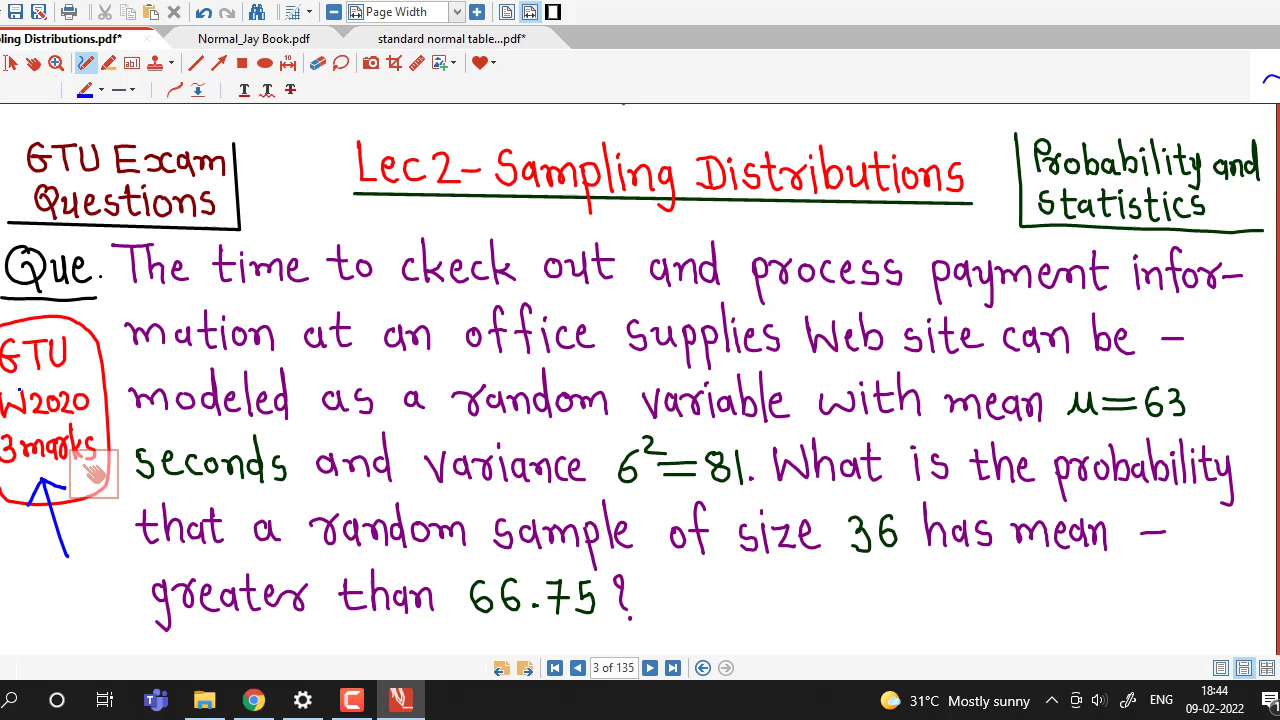 Page Width
ling Distributions.pdf*
Normal_Jay Book.pdf
standard normal table...pdf*
GTU Exam
Questions
Lec 2 - Sampling Distributions
Probability and
Statistics
Que. The time to ckeck out and process payment infor-
mation at an office supplies Web site can be -
modeled as a random variable with mean μ=63
seconds and variance 6²=81. What is the probability
that a random sample of size 36 has mean -
greater than 66.75?
GTU
W2020
3 marks
3 of 135
31°C Mostly sunny
ENG
18:44
09-02-2022